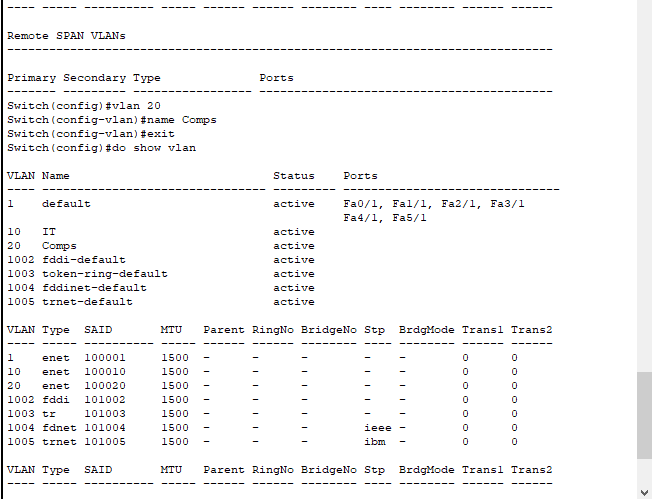 ---- ----- ---------- ----- ------ ------ -------- ---- -------- ------ ------
Remote SPAN VLANs
------------------------------------------------------------------------------
Primary Secondary Type              Ports
------- --------- ----------------- ------------------------------------------
Switch(config)#vlan 20
Switch(config-vlan)#name Comps
Switch(config-vlan)#exit
Switch(config)#do show vlan
VLAN Name                             Status    Ports
---- -------------------------------- --------- -------------------------------
1    default                          active    Fa0/1, Fa1/1, Fa2/1, Fa3/1
                                                Fa4/1, Fa5/1
10   IT                               active
20   Comps                            active
1002 fddi-default                     active
1003 token-ring-default               active
1004 fddinet-default                  active
1005 trnet-default                    active
VLAN Type  SAID       MTU   Parent RingNo BridgeNo Stp  BrdgMode Trans1 Trans2
---- ----- ---------- ----- ------ ------ -------- ---- -------- ------ ------
1    enet  100001     1500  -      -      -        -    -        0      0
10   enet  100010     1500  -      -      -        -    -        0      0
20   enet  100020     1500  -      -      -        -    -        0      0
1002 fddi  101002     1500  -      -      -        -    -        0      0
1003 tr    101003     1500  -      -      -        -    -        0      0
1004 fdnet 101004     1500  -      -      -        ieee -        0      0
1005 trnet 101005     1500  -      -      -        ibm  -        0      0
VLAN Type  SAID       MTU   Parent RingNo BridgeNo Stp  BrdgMode Trans1 Trans2
---- ----- ---------- ----- ------ ------ -------- ---- -------- ------ ------